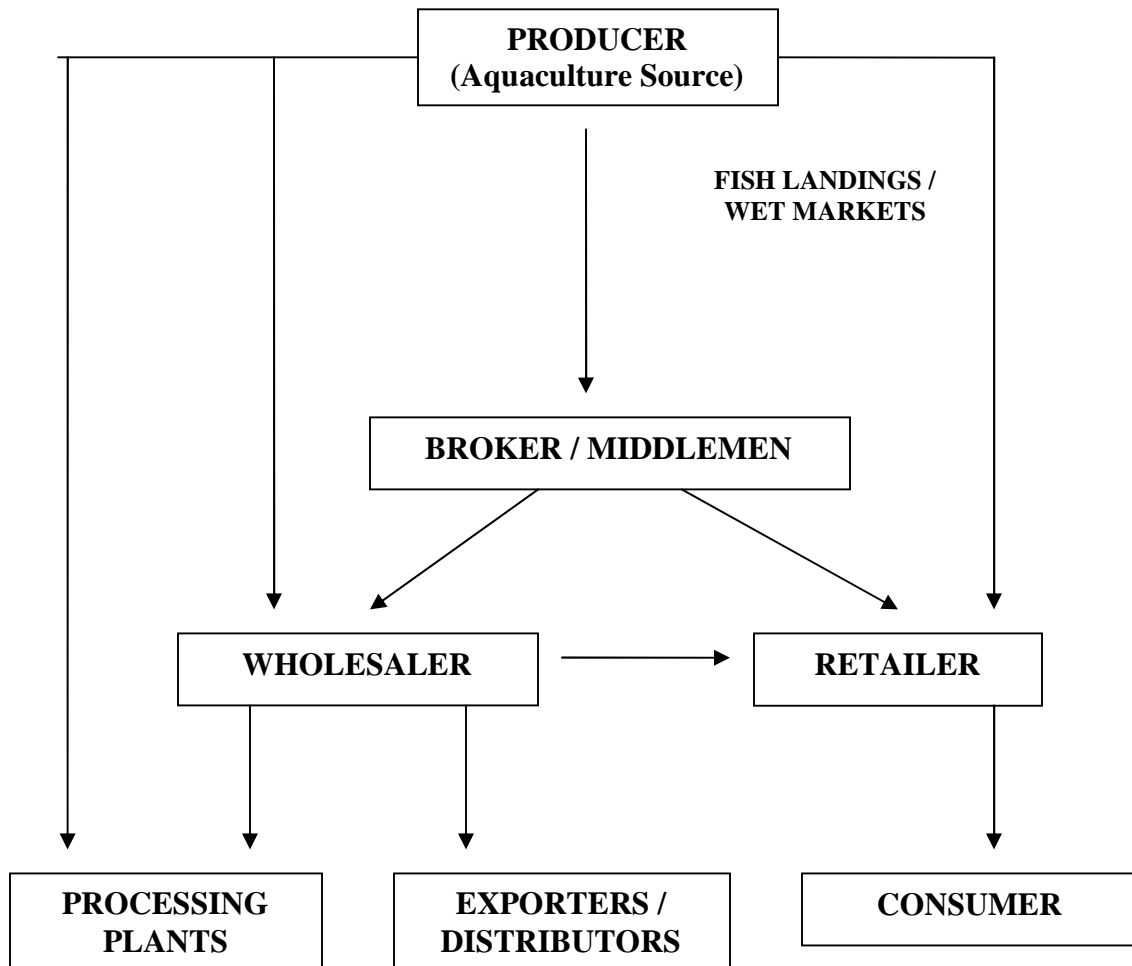 PRODUCER
(Aquaculture Source)
FISH LANDINGS /
WET MARKETS
BROKER / MIDDLEMEN
WHOLESALER
RETAILER
PROCESSING
PLANTS
EXPORTERS /
DISTRIBUTORS
CONSUMER